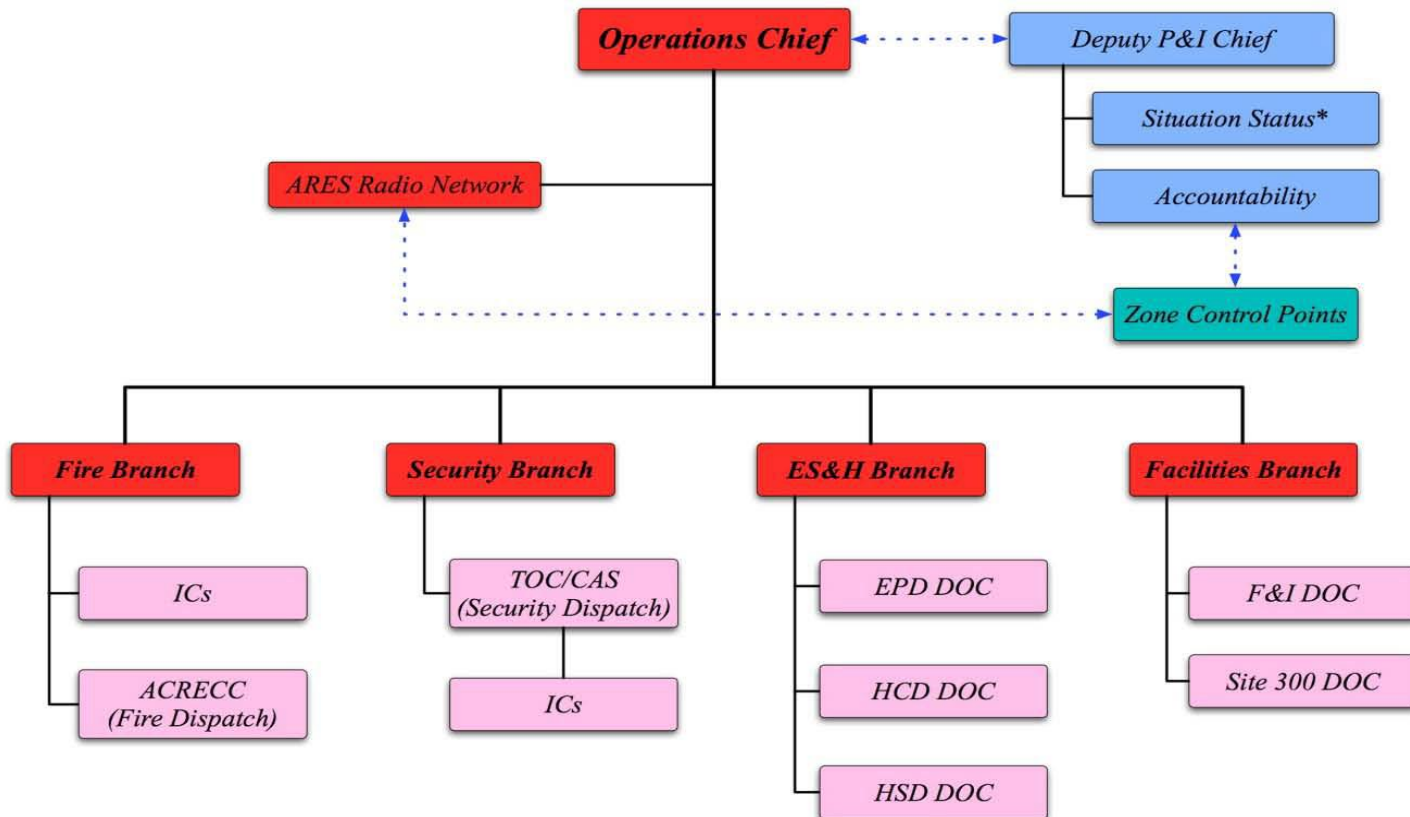 Operations Chief
Deputy P&I Chief
Situation Status*
ARES Radio Network
Accountability
Zone Control Points
Fire Branch
Security Branch
ES&H Branch
Facilities Branch
ICs
ACRECC
(Fire Dispatch)
TOC/CAS
(Security Dispatch)
ICs
EPD DOC
HCD DOC
HSD DOC
F&I DOC
Site 300 DOC